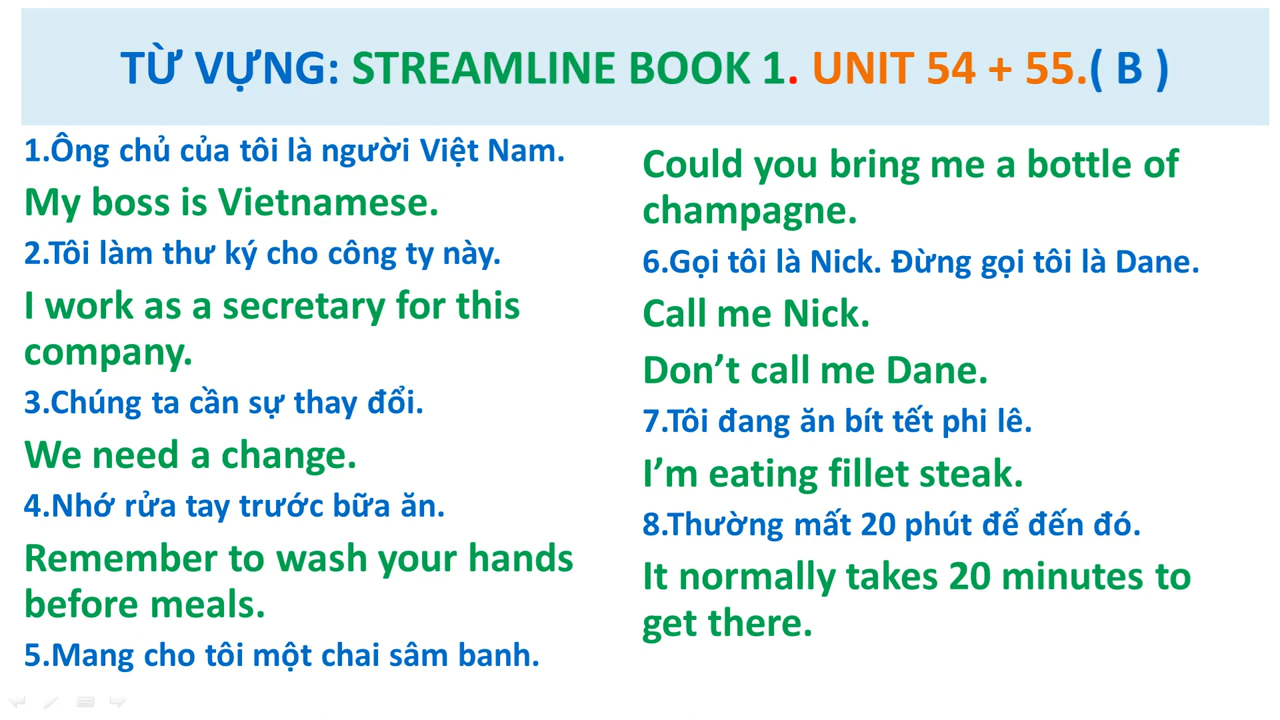 TỪ VỰNG: STREAMLINE BOOK 1. UNIT 54 + 55.( B )
1.Ông chủ của tôi là người Việt Nam.
My boss is Vietnamese.
2.Tôi làm thư ký cho công ty này.
I work as a secretary for this
company.
3.Chúng ta cần sự thay đổi.
We need a change.
4.Nhớ rửa tay trước bữa ăn.
Remember to wash your hands
before meals.
5.Mang cho tôi một chai sâm banh.
Could you bring me a bottle of
champagne.
6.Gọi tôi là Nick. Đừng gọi tôi là Dane.
Call me Nick.
Don’t call me Dane.
7.Tôi đang ăn bít tết phi lê.
I’m eating fillet steak.
8.Thường mất 20 phút để đến đó.
It normally takes 20 minutes to
get there.